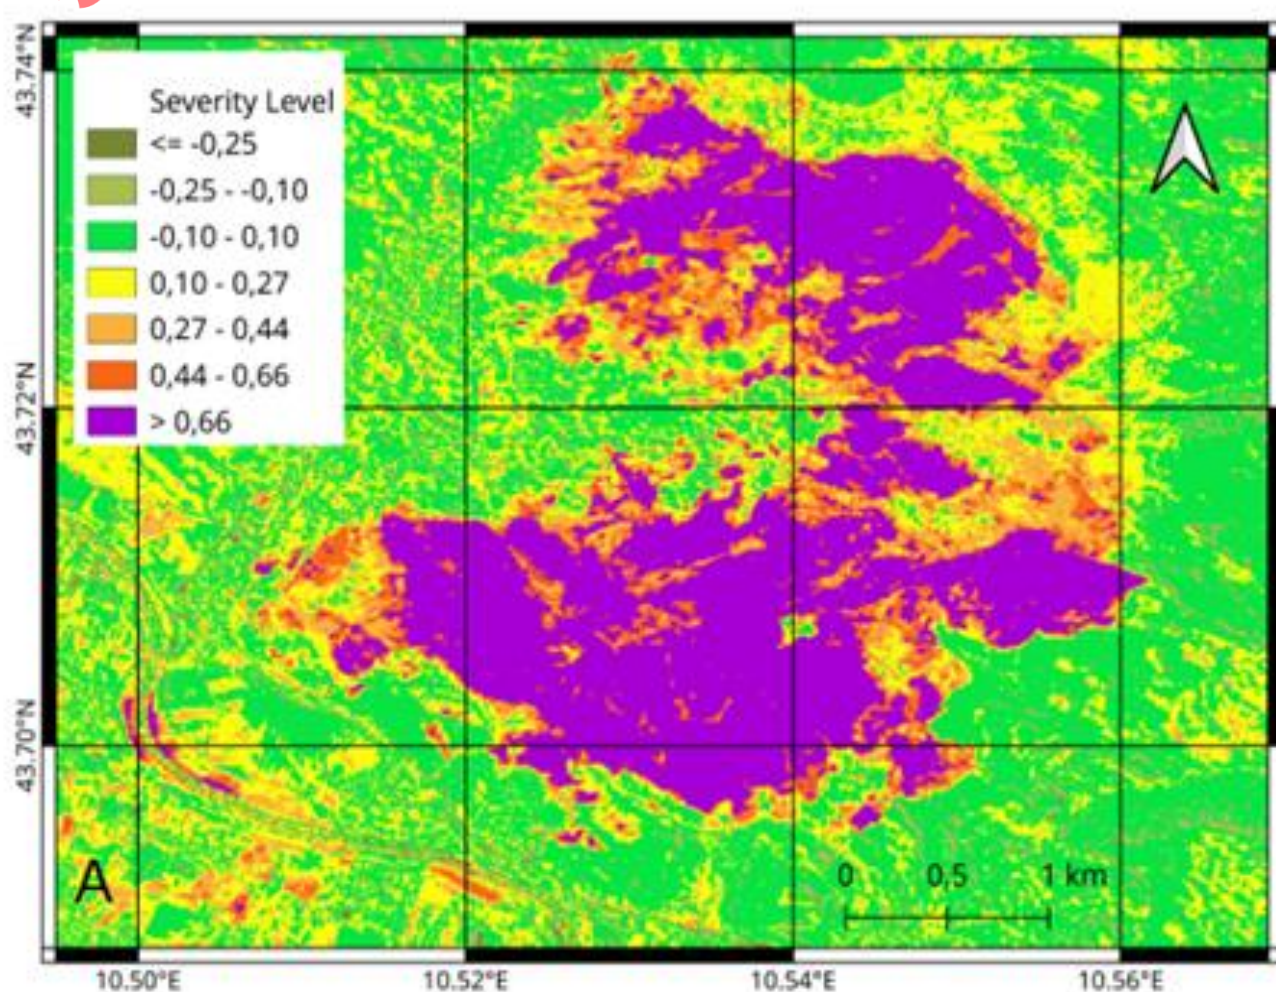 Severity Level
<= -0,25
-0,25 - -0,10
-0,10 - 0,10
0,10 - 0,27
0,27 - 0,44
0,44 - 0,66
> 0,66
43.74°N
43.72°N
43.70°N
A
0 0,5 1 km
10.50°E 10.52°E 10.54°E 10.56°E